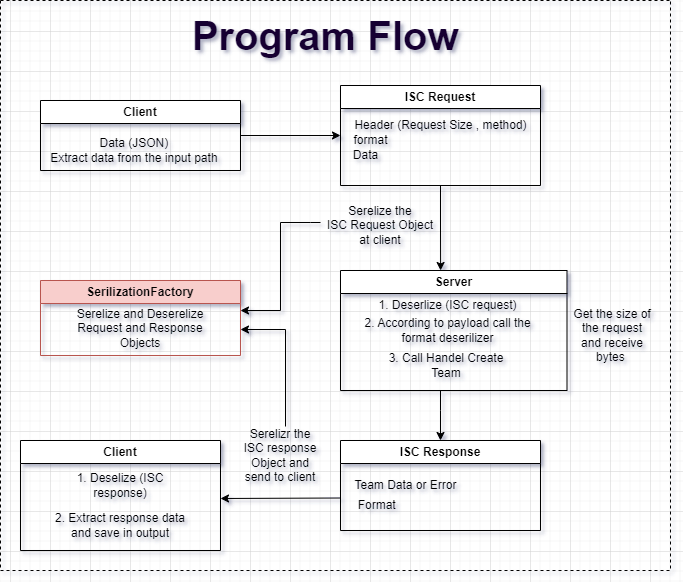 Program Flow
Client
Data (JSON)
Extract data from the input path
ISC Request
Header (Request Size , method)
format
Data
Serelize the
ISC Request Object
at client
SerilizationFactory
Serelize and Deserelize
Request and Response
Objects
Server
1. Deserlize (ISC request)
2. According to payload call the
format deserilizer
3. Call Handel Create
Team
Get the size of
the request
and receive
bytes
Serelizr the
ISC response
Object and
send to client
Client
1. Deselize (ISC
response)
2. Extract response data
and save in output
ISC Response
Team Data or Error
Format